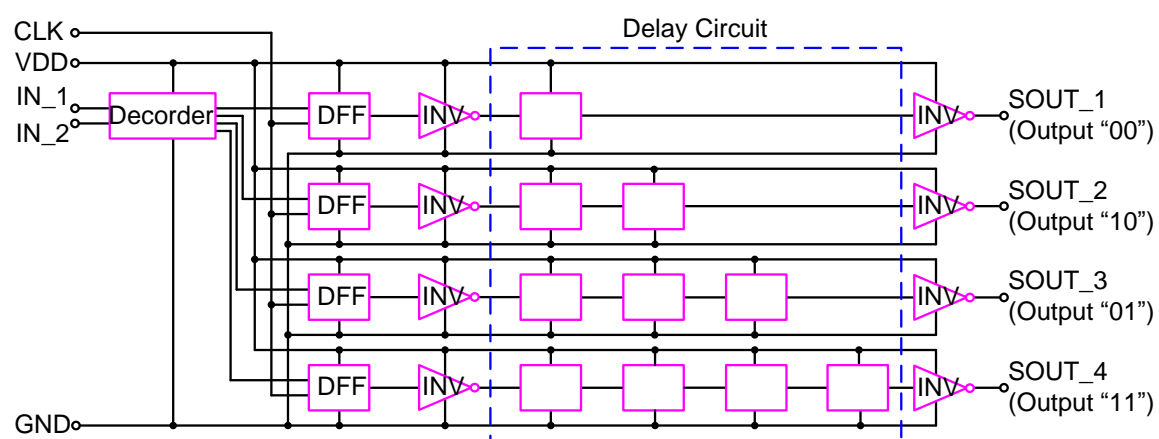 Delay Circuit
CLK
VDD
IN_1
IN_2
Decorder
DFF
INV
INV
SOUT_1
(Output “00”)
DFF
INV
INV
SOUT_2
(Output “10”)
DFF
INV
INV
SOUT_3
(Output “01”)
DFF
INV
INV
SOUT_4
(Output “11”)
GND